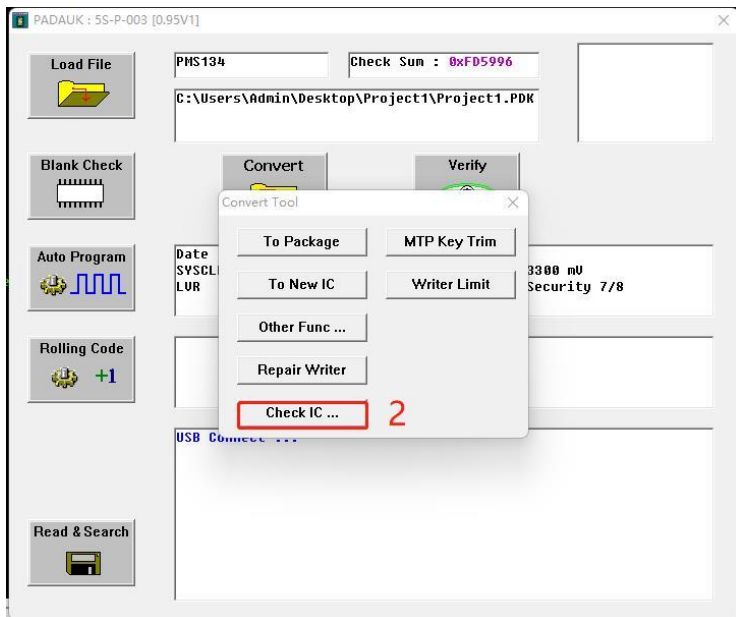 PADAUK : 5S-P-003 [0.95V1]
Load File
PMS134
Check Sum : 0xFD5996
C:\Users\Admin\Desktop\Project1\Project1.PDK
Blank Check
Convert
Verify
Convert Tool
To Package
MTP Key Trim
To New IC
Writer Limit
Other Func ...
Repair Writer
Check IC ...
2
Auto Program
Date
SYSCL
3300 mV
LVR
Security 7/8
Rolling Code
+1
USB Connect ...
Read & Search